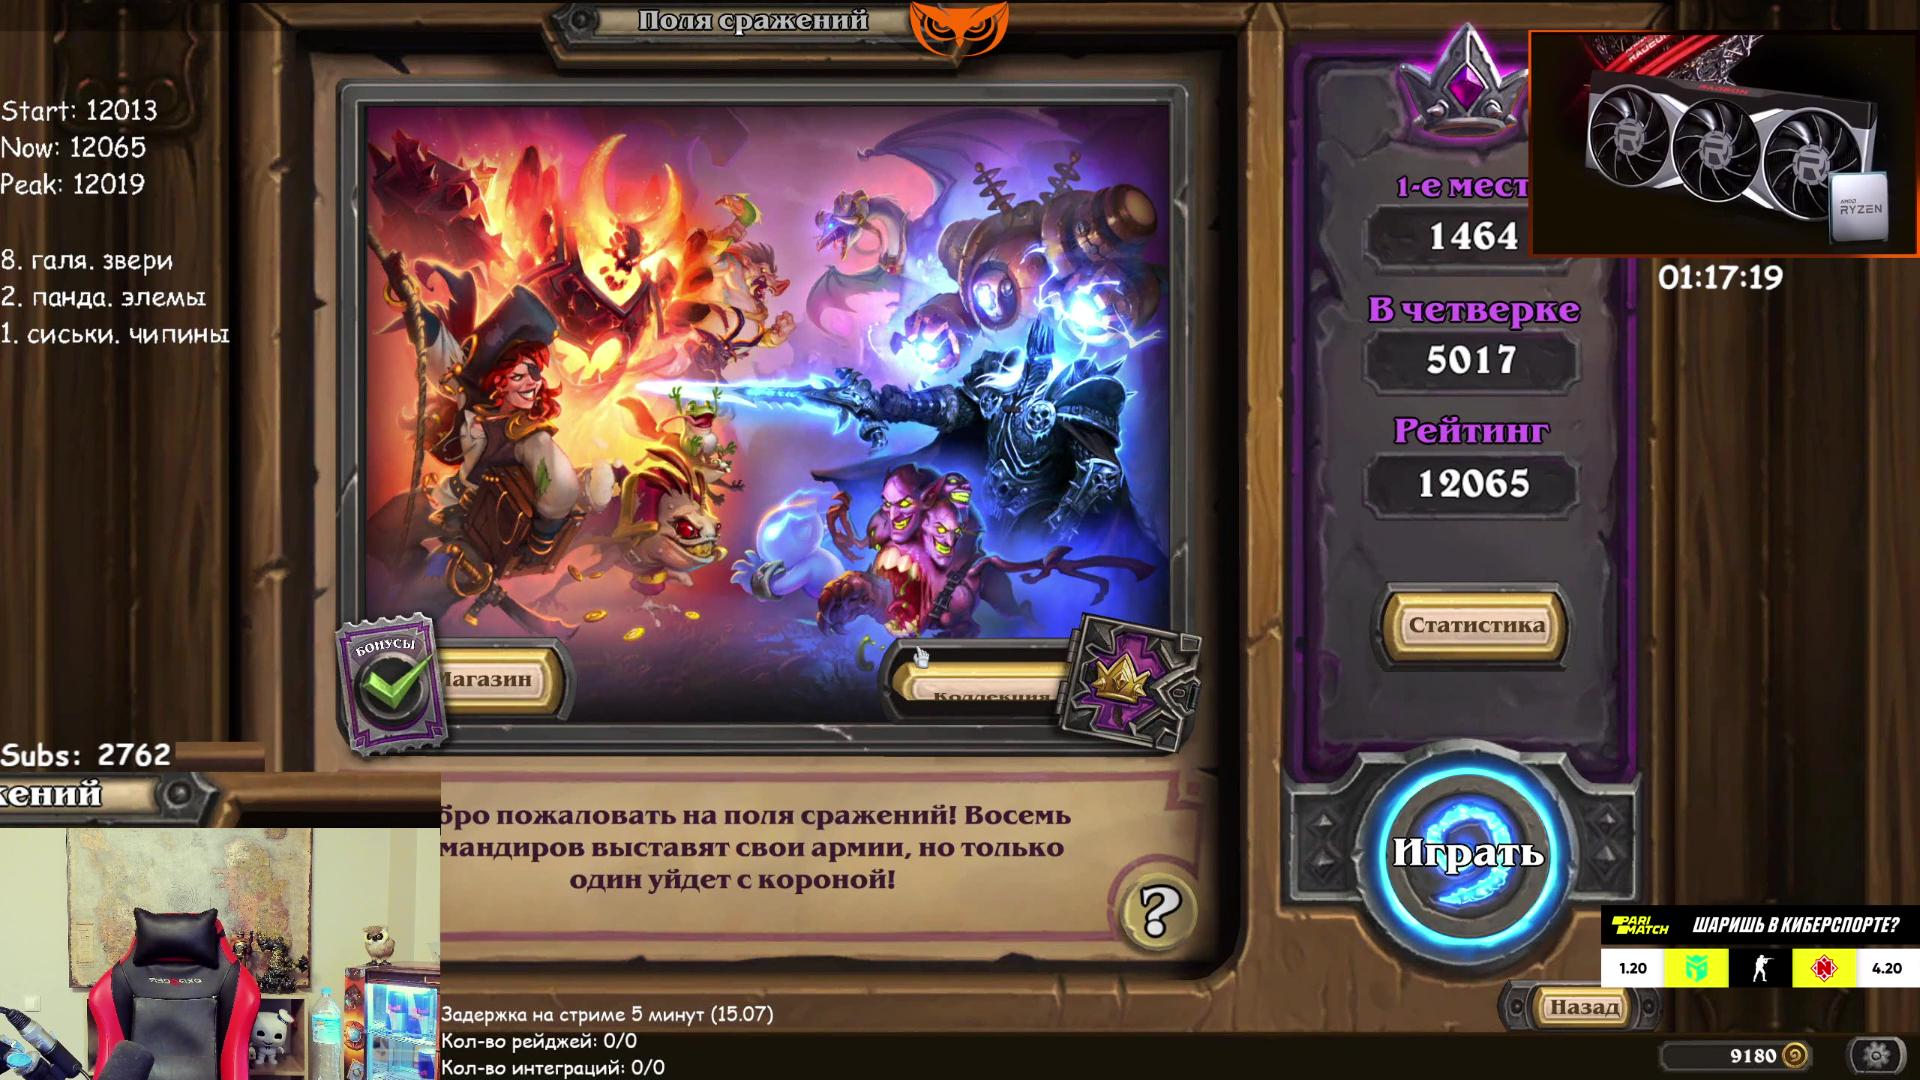 Поля сражений
Start: 12013
Now: 12065
Peak: 12019
8. галя. звери
2. панда. элемы
1. сиськи. чипины
1-е мест
1464
В четверке
5017
Рейтинг
12065
Статистика
RADEON
AMD
RYZEN
01:17:19
БОНУСЫ
Магазин
Коллекция
Subs: 2762
жений
бро пожаловать на поля сражений! Восемь
мандиров выставят свои армии, но только
один уйдет с короной!
?
Играть
PARI
MATCH
ШАРИШЬ В КИБЕРСПОРТЕ?
1.20
4.20
Назад
Задержка на стриме 5 минут (15.07)
Кол-во рейджей: 0/0
Кол-во интеграций: 0/0
9180